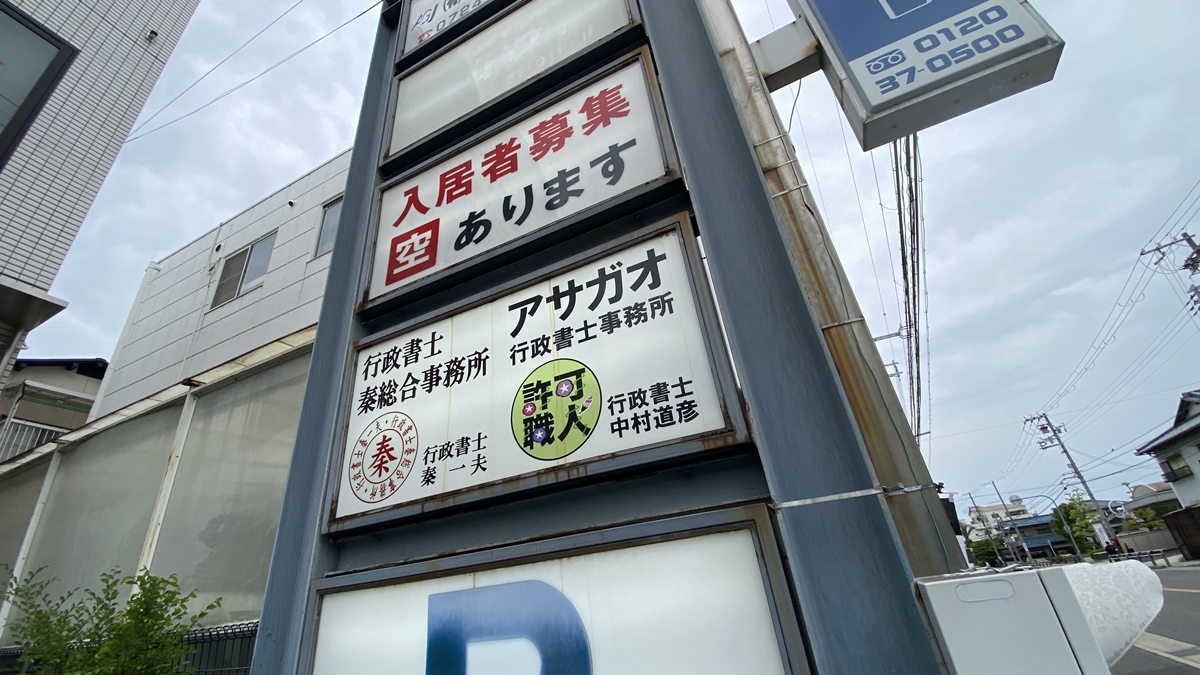 0724
0120
37-0500
入居者募集
空 あります
行政書士
秦総合事務所
秦
行政書士
秦 一夫
アサガオ
行政書士事務所
許可
職人
行政書士
中村道彦
P